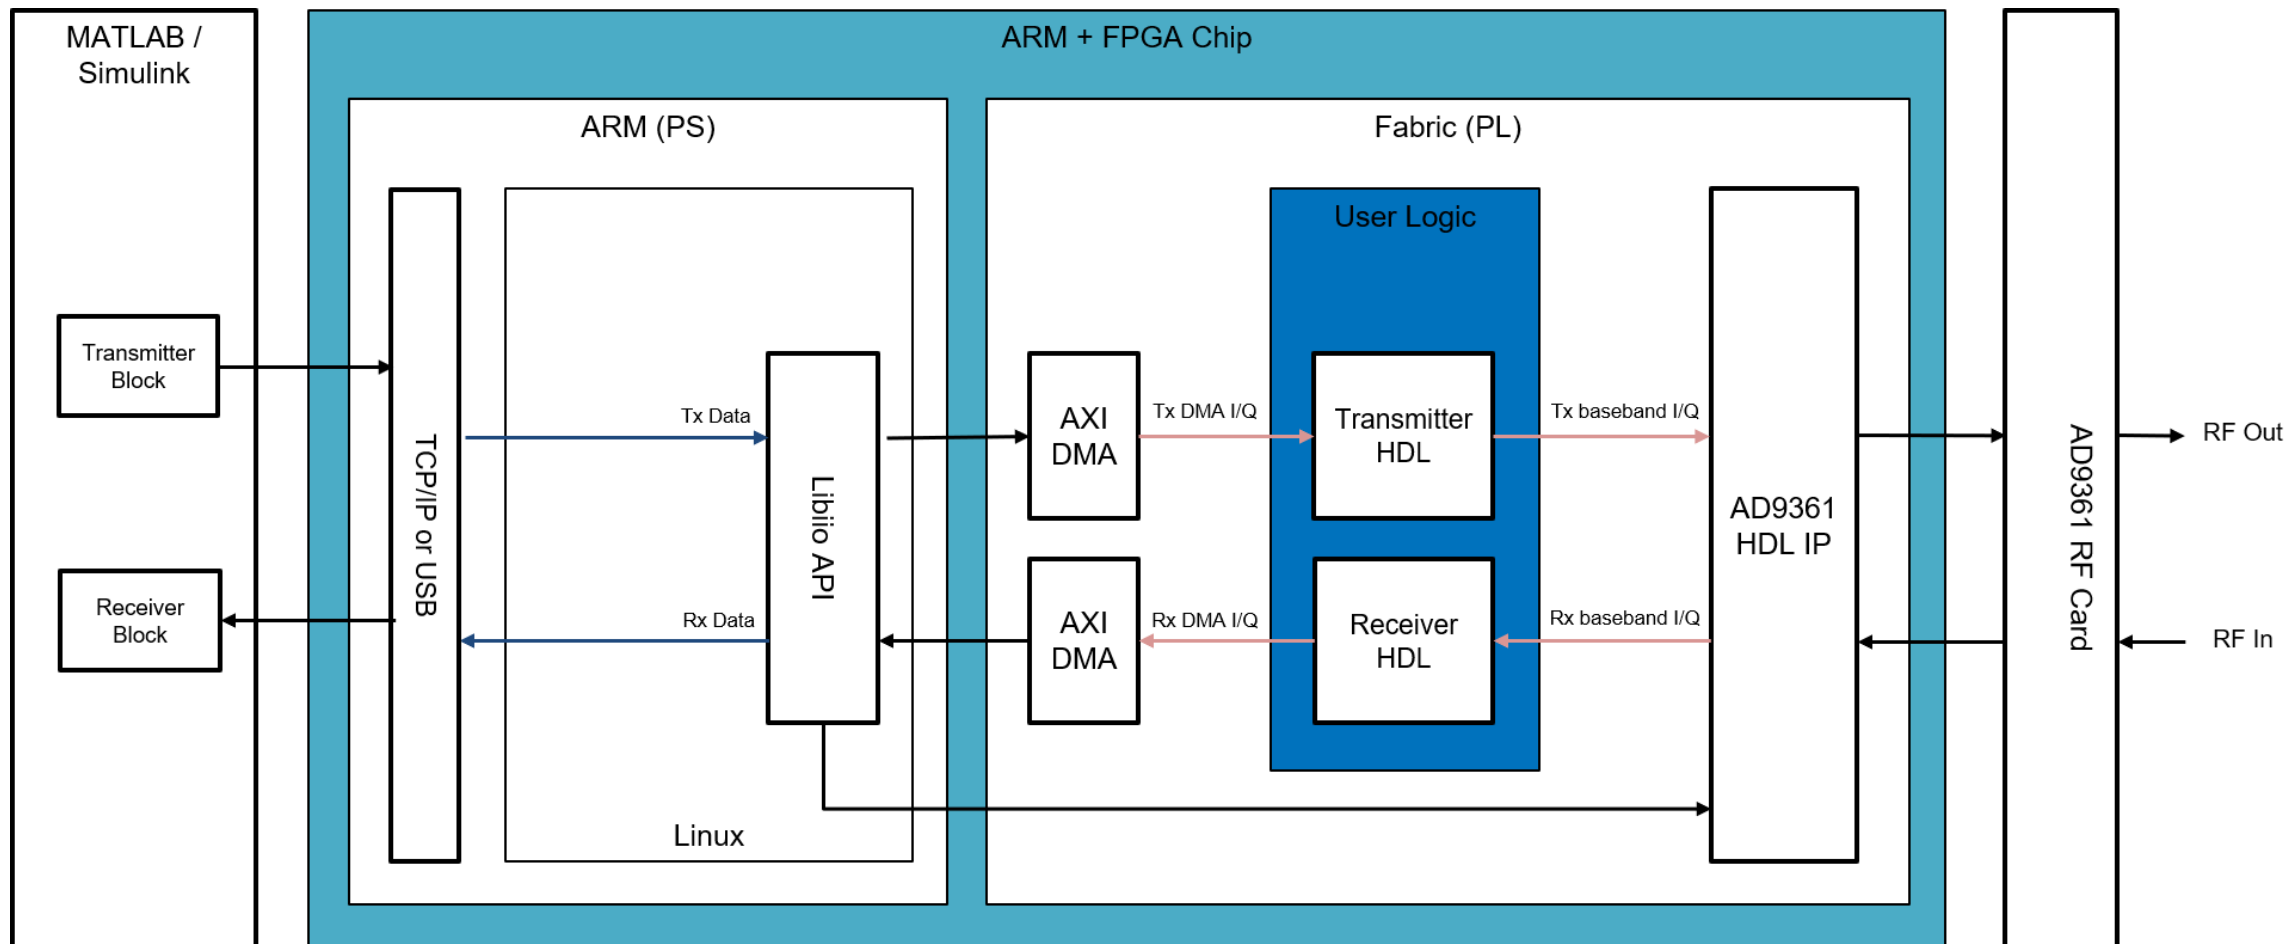 MATLAB /
Simulink
Transmitter
Block
Receiver
Block
ARM + FPGA Chip
ARM (PS)
TCP/IP or USB
Tx Data
Rx Data
Libiio API
Linux
Fabric (PL)
AXI
DMA
AXI
DMA
Tx DMA I/Q
Rx DMA I/Q
User Logic
Transmitter
HDL
Receiver
HDL
Tx baseband I/Q
Rx baseband I/Q
AD9361
HDL IP
AD9361 RF Card
RF Out
RF In